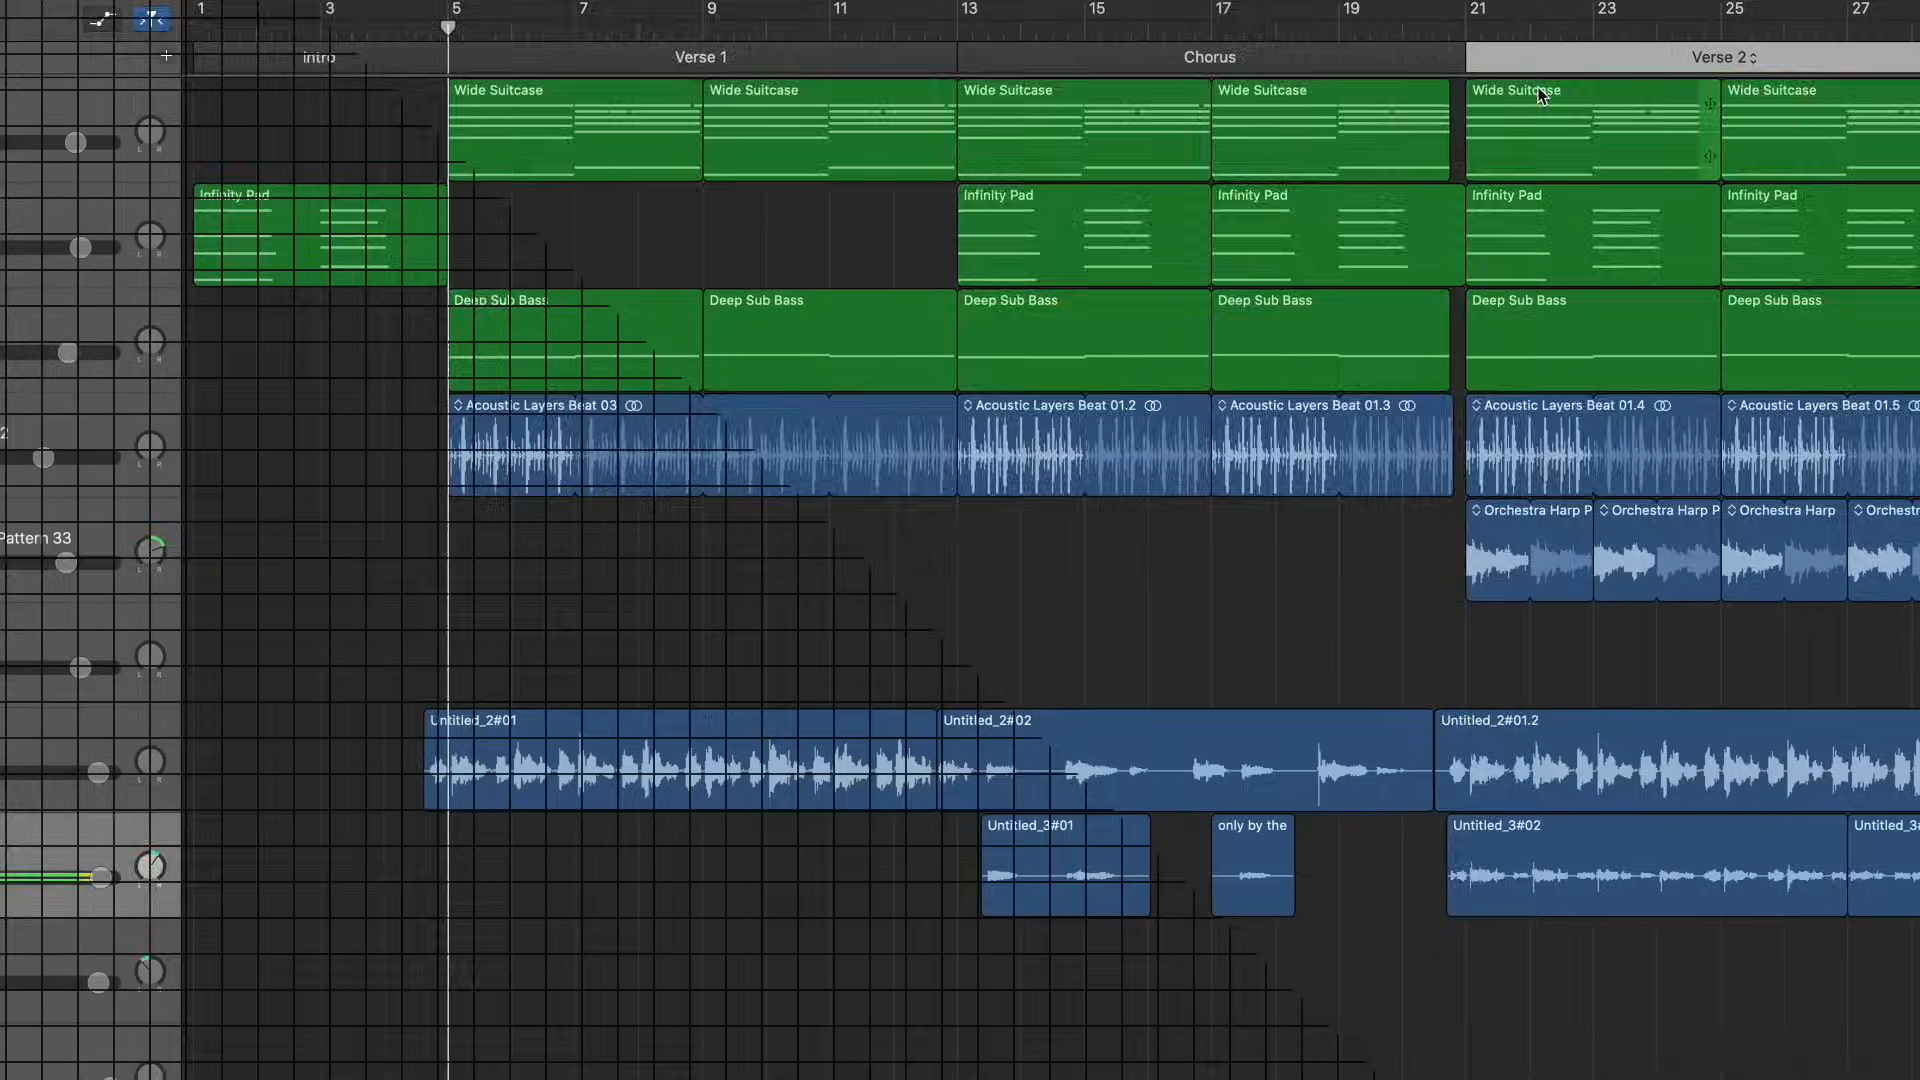 1 3 5 7 9 11 13 15 17 19 21 23 25 27
intro Verse 1 Chorus Verse 2
Wide Suitcase Wide Suitcase Wide Suitcase Wide Suitcase Wide Suitcase Wide Suitcase
Infinity Pad Infinity Pad Infinity Pad Infinity Pad Infinity Pad
Deep Sub Bass Deep Sub Bass Deep Sub Bass Deep Sub Bass Deep Sub Bass Deep Sub Bass
Acoustic Layers Beat 03 Acoustic Layers Beat 01.2 Acoustic Layers Beat 01.3 Acoustic Layers Beat 01.4 Acoustic Layers Beat 01.5
2
Orchestra Harp P Orchestra Harp P Orchestra Harp Orchestr
Pattern 33
Untitled_2#01 Untitled_2#02 Untitled_2#01.2
Untitled_3#01 only by the Untitled_3#02 Untitled_3#